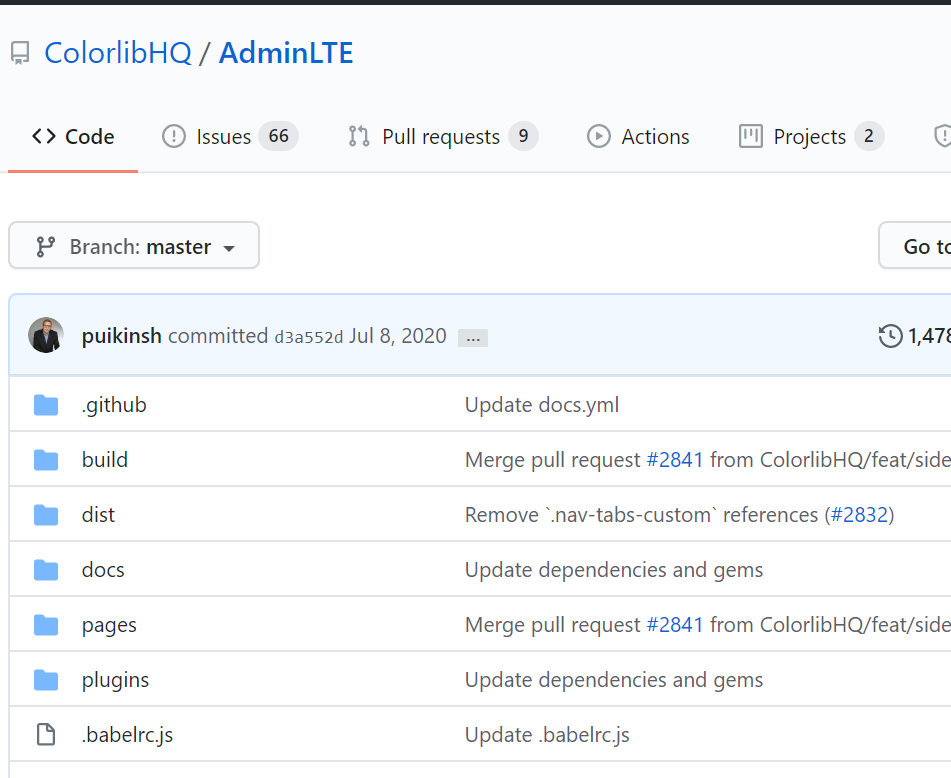 ColorlibHQ / AdminLTE
Code Issues 66 Pull requests 9 Actions Projects 2
Branch: master Go to
puikinsh committed d3a552d Jul 8, 2020 ... 1,478
.github Update docs.yml
build Merge pull request #2841 from ColorlibHQ/feat/side
dist Remove `.nav-tabs-custom` references (#2832)
docs Update dependencies and gems
pages Merge pull request #2841 from ColorlibHQ/feat/side
plugins Update dependencies and gems
.babelrc.js Update .babelrc.js